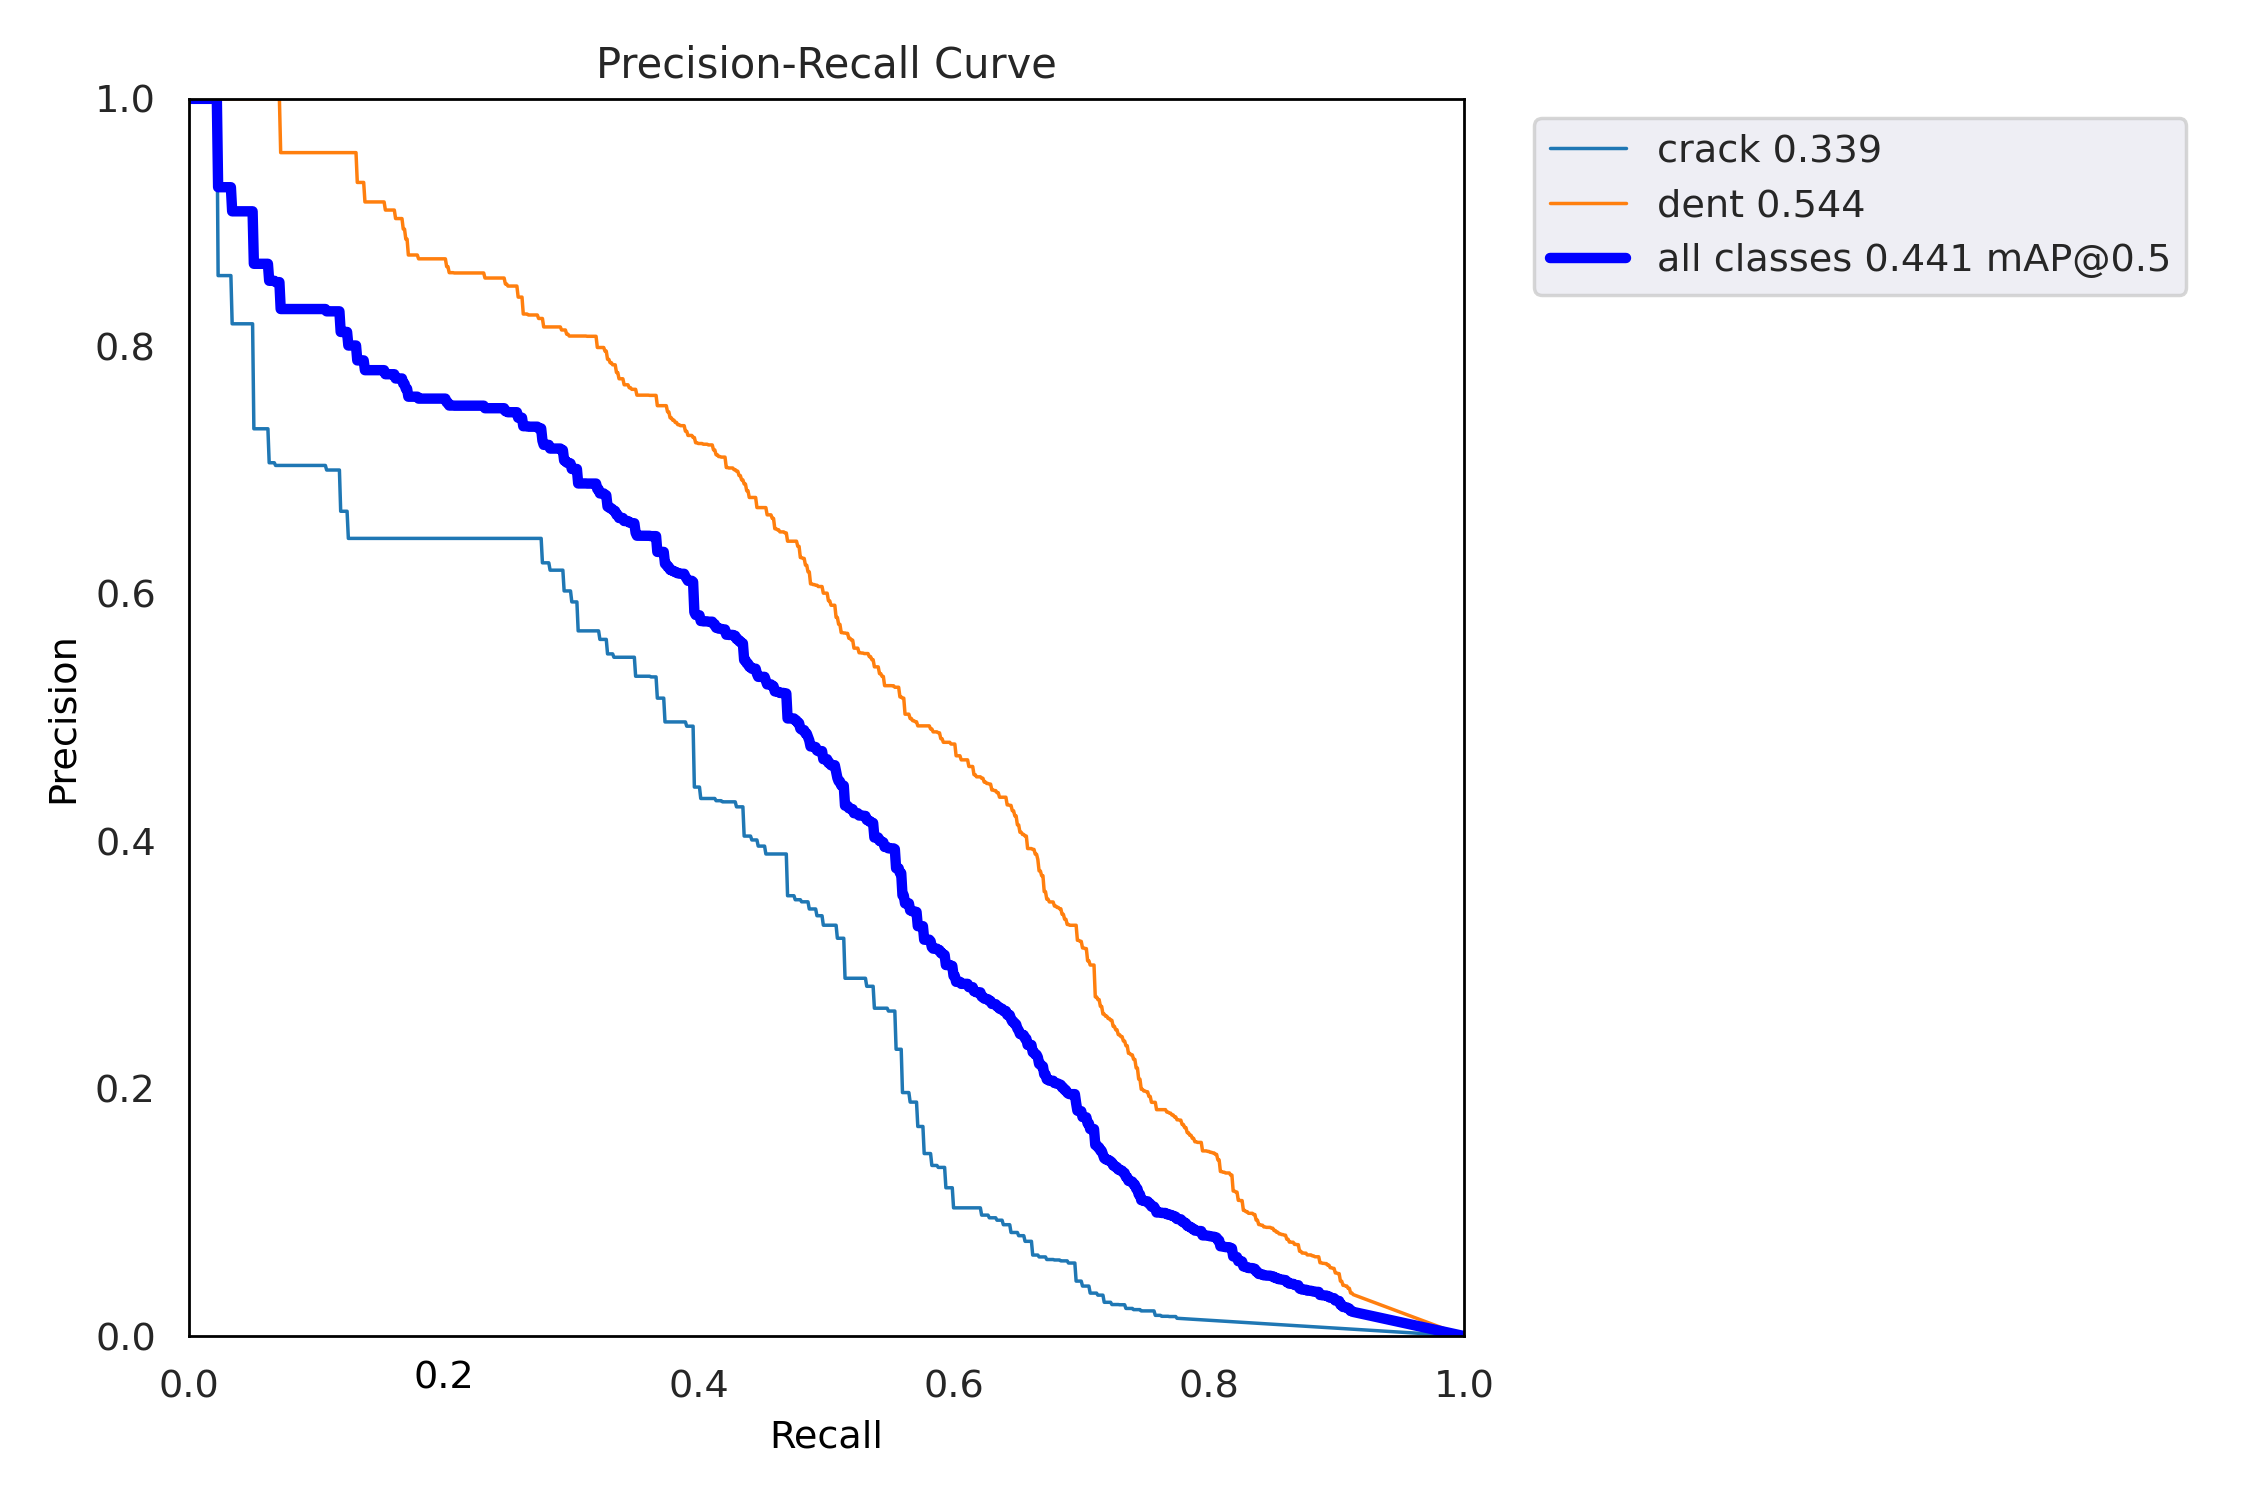 Precision-Recall Curve
1.0
0.8
0.6
0.4
0.2
0.0
Precision
0.0 0.2 0.4 0.6 0.8 1.0
Recall
crack 0.339
dent 0.544
all classes 0.441 mAP@0.5